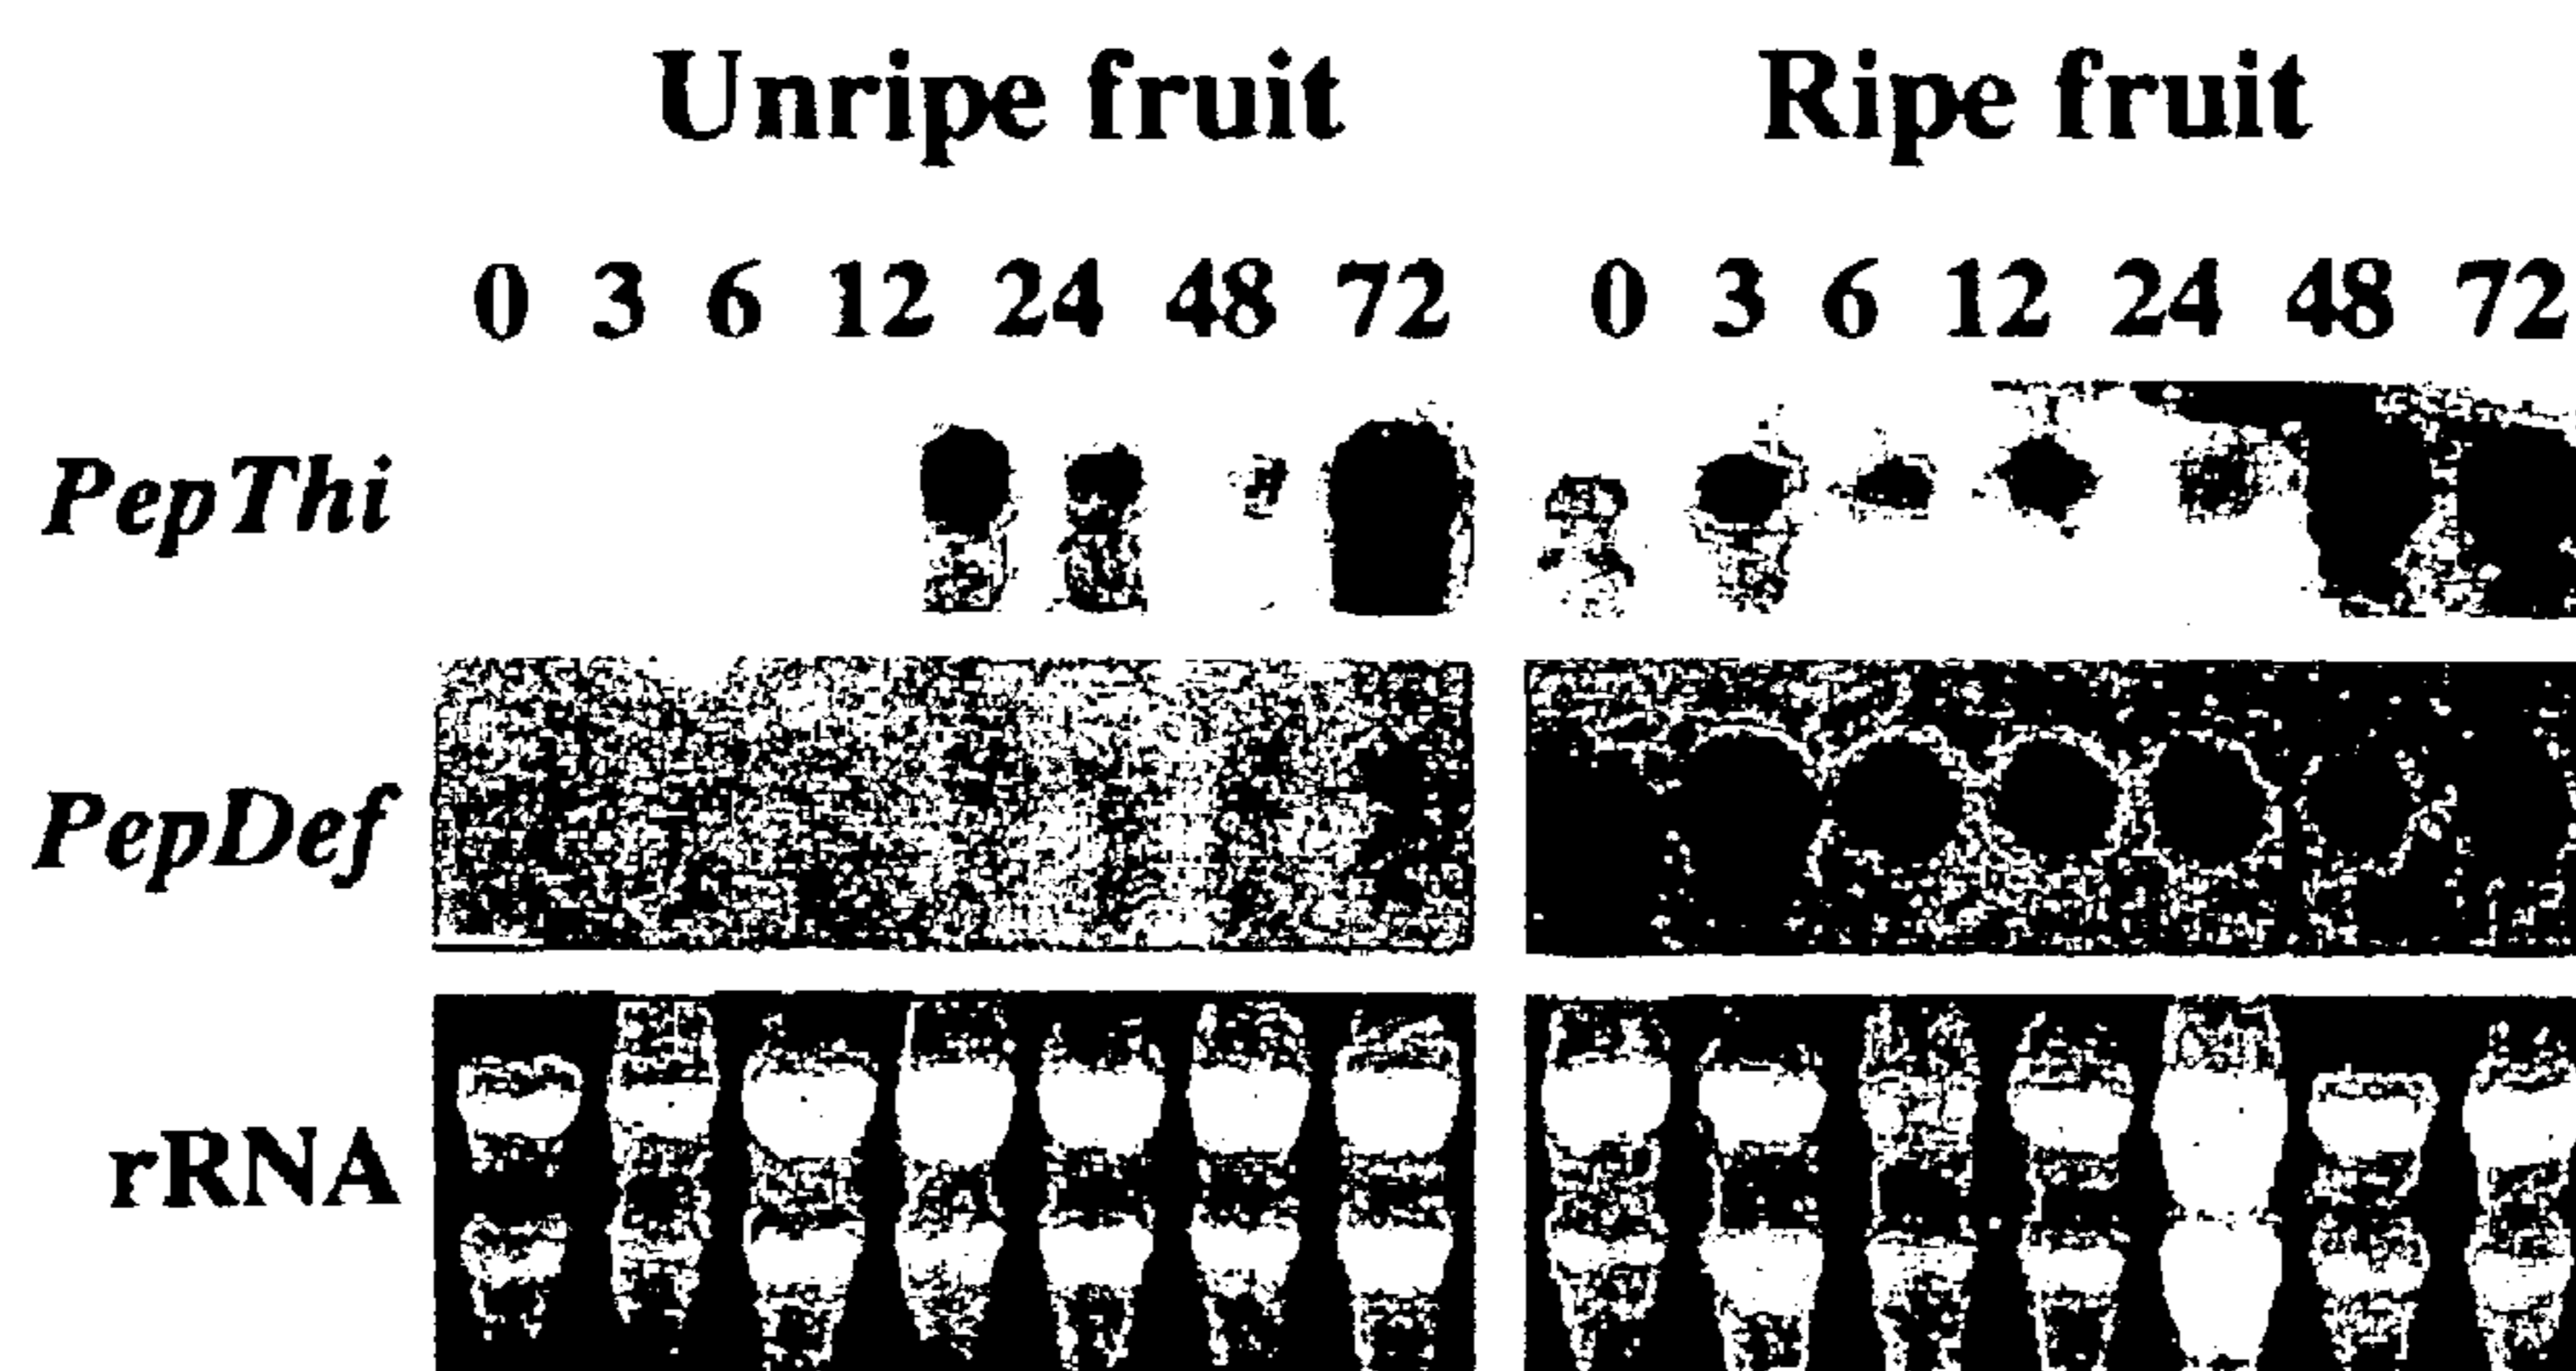 Unripe fruit Ripe fruit
0 3 6 12 24 48 72 0 3 6 12 24 48 72
PepThi
PepDef
rRNA